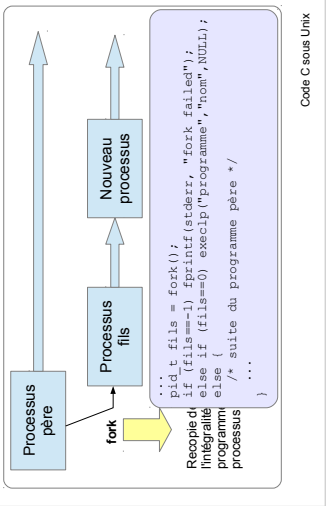 Processus
père
fork
Processus
fils
Nouveau
processus
Recopie de
l'intégralité
programme
processus
...
pid_t fils = fork();
if (fils==-1) fprintf(stderr, "fork failed");
else if (fils==0) execlp("programme","nom",NULL);
else {
/* suite du programme père */
...
}
Code C sous Unix